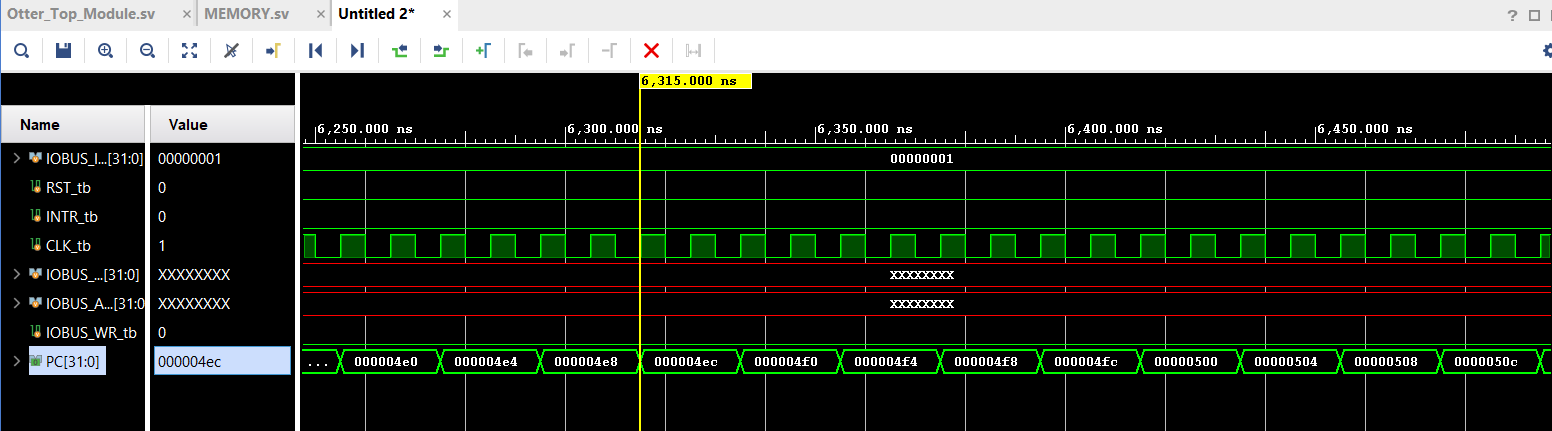 Otter_Top_Module.sv × MEMORY.sv × Untitled 2* ×
?
6,315.000 ns
Name Value
6,250.000 ns 6,300.000 ns 6,350.000 ns 6,400.000 ns 6,450.000 ns
IOBUS_I...[31:0] 00000001 00000001
RST_tb 0
INTR_tb 0
CLK_tb 1
IOBUS_...[31:0] XXXXXXXX XXXXXXXX
IOBUS_A...[31:0 XXXXXXXX XXXXXXXX
IOBUS_WR_tb 0
PC[31:0] 000004ec ... 000004e0 000004e4 000004e8 000004ec 000004f0 000004f4 000004f8 000004fc 00000500 00000504 00000508 0000050c